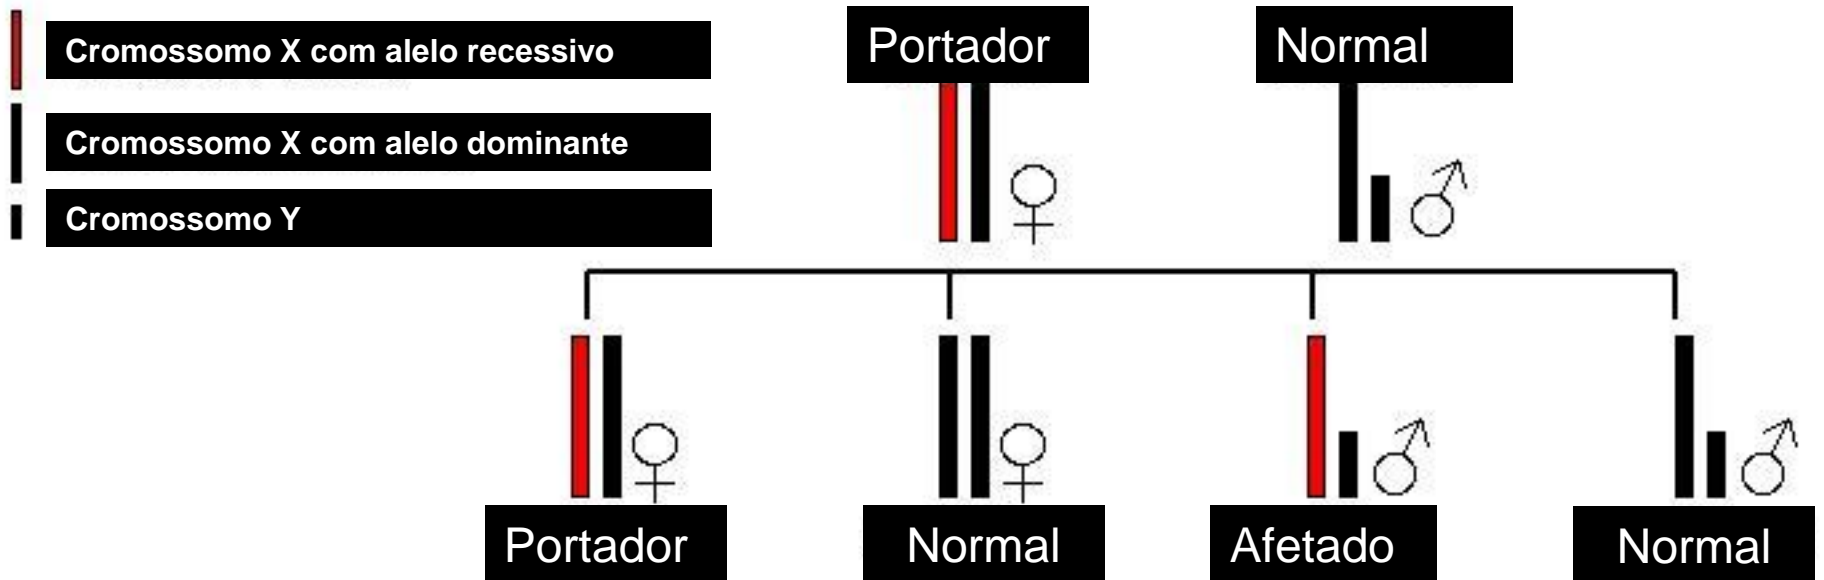 Cromossomo X com alelo recessivo
Cromossomo X com alelo dominante
Cromossomo Y
Portador
Normal
Portador
Normal
Afetado
Normal